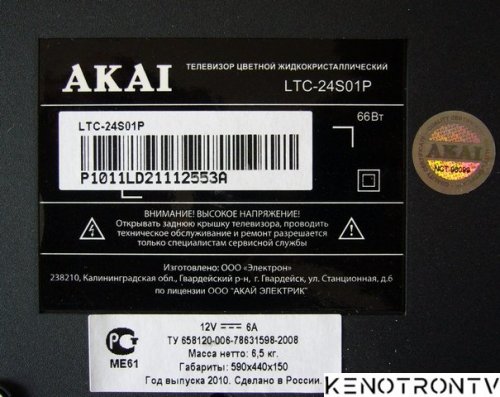 AKAI
ТЕЛЕВИЗОР ЦВЕТНОЙ ЖИДКОКРИСТАЛЛИЧЕСКИЙ
LTC-24S01P
LTC-24S01P
66Вт
P1011LD21112553A
AKAI
ВНИМАНИЕ! ВЫСОКОЕ НАПРЯЖЕНИЕ!
Открывать заднюю крышку телевизора, проводить
техническое обслуживание и ремонт разрешается
только специалистам сервисной службы
Изготовлено: ООО «Электрон»
238210, Калининградская обл., Гвардейский р-н, г. Гвардейск, ул. Станционная, д.6
по лицензии ООО "АКАЙ ЭЛЕКТРИК"
12V 6A
ТУ 658120-006-78631598-2008
Масса нетто: 6,5 кг.
Габариты: 590x440x150
Год выпуска 2010. Сделано в России.
ME61
KENOTRONTV